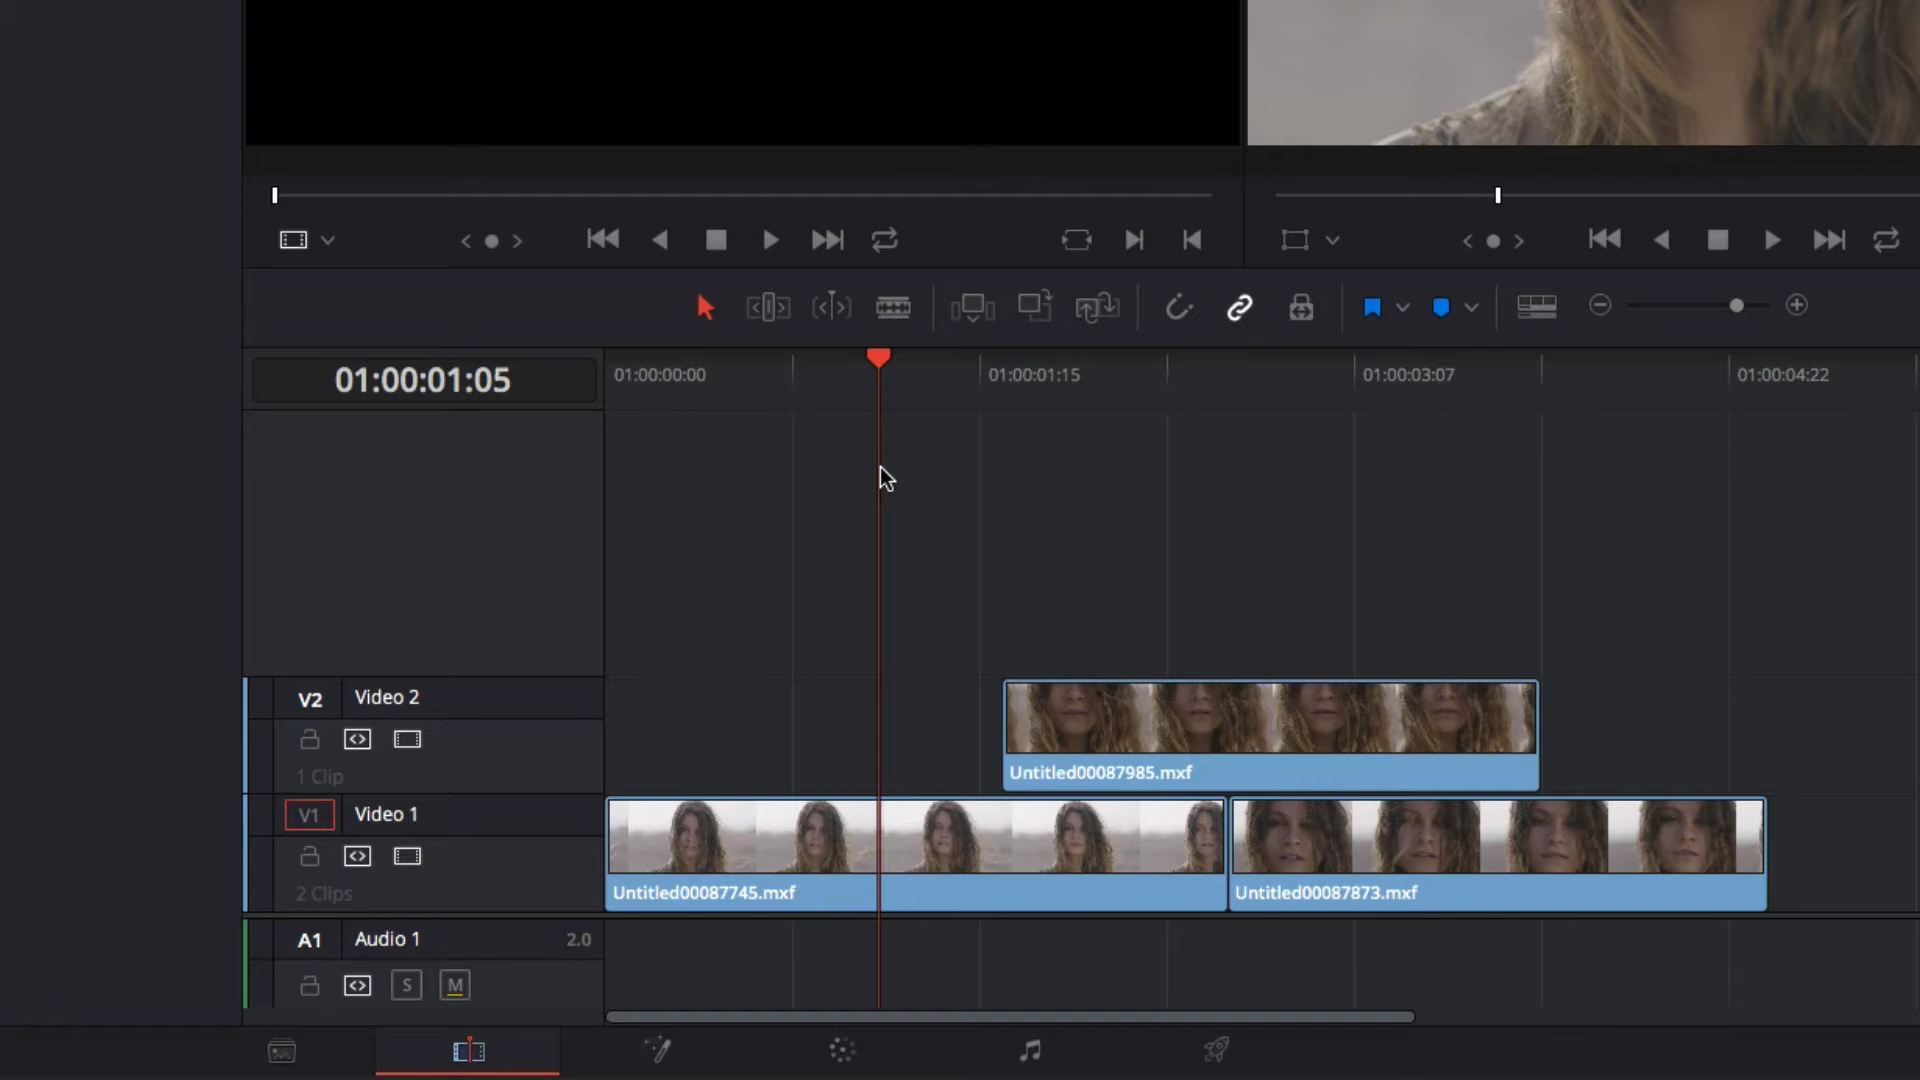 01:00:01:05
01:00:00:00
01:00:01:15
01:00:03:07
01:00:04:22
V2 Video 2
1 Clip
Untitled00087985.mxf
V1 Video 1
2 Clips
Untitled00087745.mxf
Untitled00087873.mxf
A1 Audio 1 2.0
S M